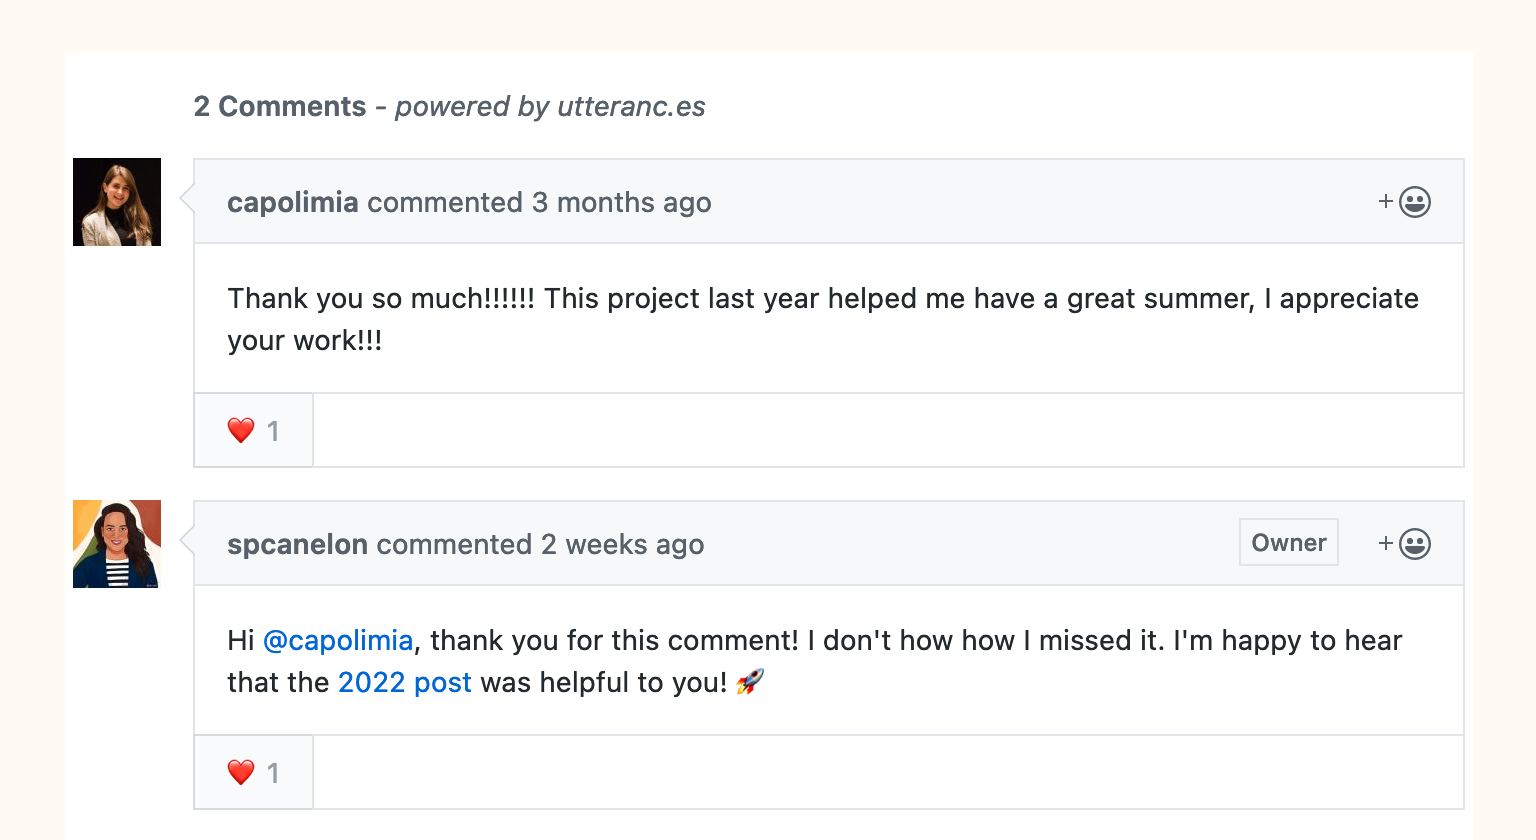 2 Comments - powered by utteranc.es
capolimia commented 3 months ago
Thank you so much!!!!!! This project last year helped me have a great summer, I appreciate
your work!!!
❤️ 1
spcanelon commented 2 weeks ago Owner
Hi @capolimia, thank you for this comment! I don't how how I missed it. I'm happy to hear
that the 2022 post was helpful to you! 🚀
❤️ 1